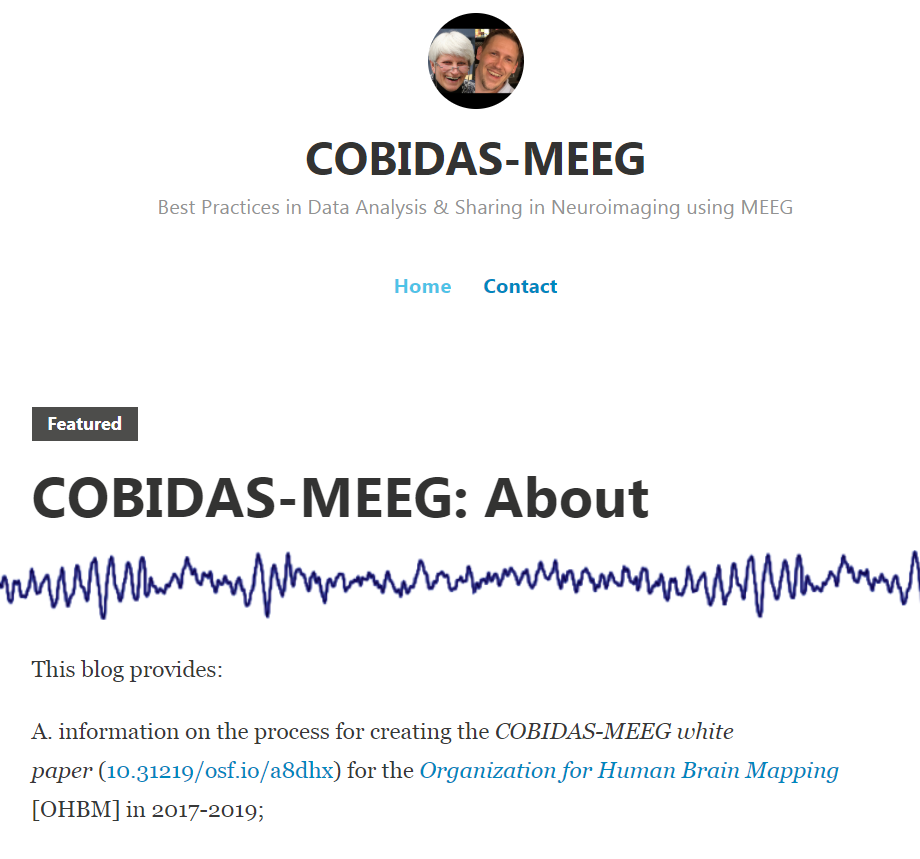 COBIDAS-MEEG
Best Practices in Data Analysis & Sharing in Neuroimaging using MEEG
Home Contact
Featured
COBIDAS-MEEG: About
This blog provides:
A. information on the process for creating the COBIDAS-MEEG white
paper (10.31219/osf.io/a8dhx) for the Organization for Human Brain Mapping
[OHBM] in 2017-2019;